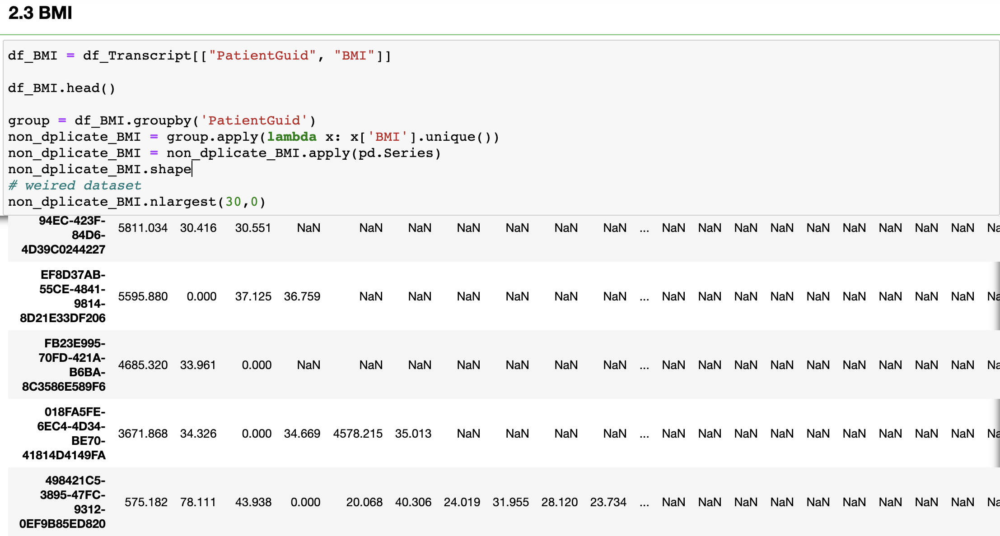 2.3 BMI
df_BMI = df_Transcript[["PatientGuid", "BMI"]]
df_BMI.head()
group = df_BMI.groupby('PatientGuid')
non_dplicate_BMI = group.apply(lambda x: x['BMI'].unique())
non_dplicate_BMI = non_dplicate_BMI.apply(pd.Series)
non_dplicate_BMI.shape
# weired dataset
non_dplicate_BMI.nlargest(30,0)
94EC-423F-
84D6-
4D39C0244227
5811.034 30.416 30.551 NaN NaN NaN NaN NaN NaN NaN ... NaN NaN NaN NaN NaN NaN NaN NaN NaN Na
EF8D37AB-
55CE-4841-
9814-
8D21E33DF206
5595.880 0.000 37.125 36.759 NaN NaN NaN NaN NaN NaN ... NaN NaN NaN NaN NaN NaN NaN NaN NaN Na
FB23E995-
70FD-421A-
B6BA-
8C3586E589F6
4685.320 33.961 0.000 NaN NaN NaN NaN NaN NaN NaN ... NaN NaN NaN NaN NaN NaN NaN NaN NaN Na
018FA5FE-
6EC4-4D34-
BE70-
41814D4149FA
3671.868 34.326 0.000 34.669 4578.215 35.013 NaN NaN NaN NaN ... NaN NaN NaN NaN NaN NaN NaN NaN NaN Na
498421C5-
3895-47FC-
9312-
0EF9B85ED820
575.182 78.111 43.938 0.000 20.068 40.306 24.019 31.955 28.120 23.734 ... NaN NaN NaN NaN NaN NaN NaN NaN NaN Na